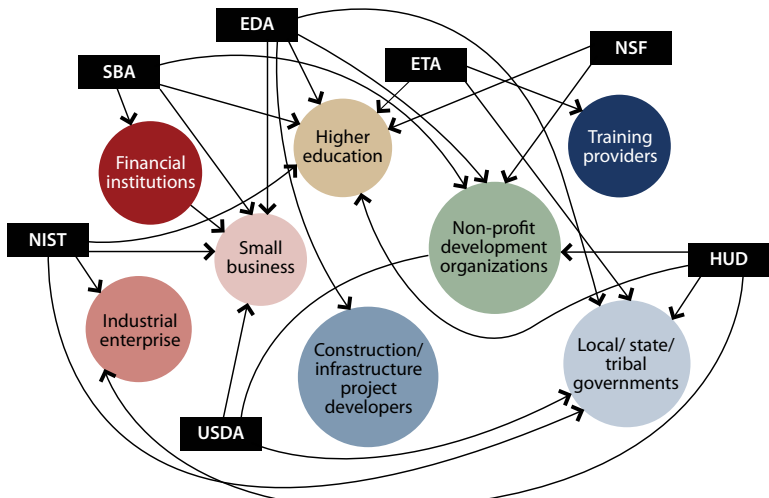 EDA
NSF
SBA
ETA
Higher
education
Training
providers
Financial
institutions
Non-profit
development
organizations
NIST
Small
business
HUD
Industrial
enterprise
Construction/
infrastructure
project
developers
Local/ state/
tribal
governments
USDA